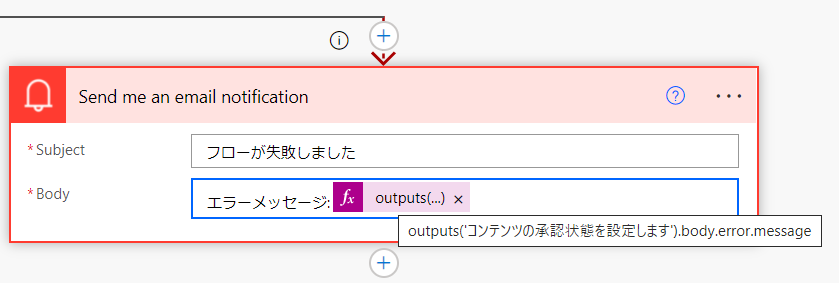 Send me an email notification
*Subject
フローが失敗しました
*Body
エラーメッセージ: fx outputs(...) ×
outputs('コンテンツの承認状態を設定します').body.error.message